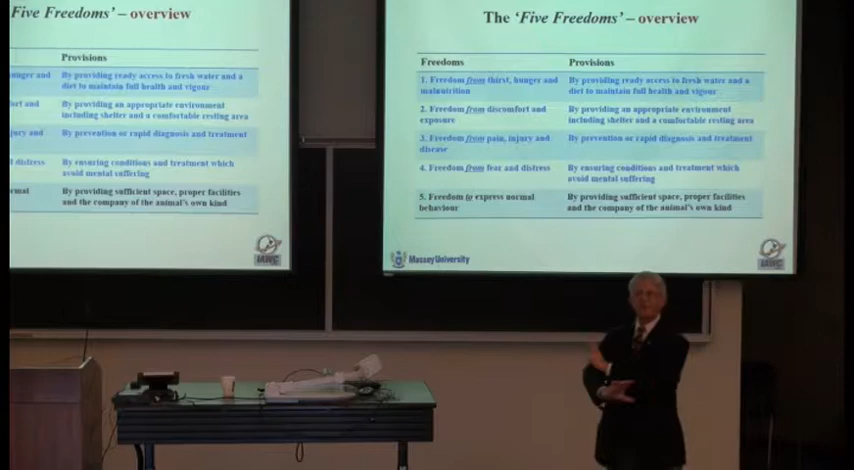 Five Freedoms' – overview
Provisions
unger and By providing ready access to fresh water and a
diet to maintain full health and vigour
ort and By providing an appropriate environment
including shelter and a comfortable resting area
jury and By prevention or rapid diagnosis and treatment
distress By ensuring conditions and treatment which
avoid mental suffering
rmal By providing sufficient space, proper facilities
and the company of the animal's own kind
The 'Five Freedoms' – overview
Freedoms Provisions
1. Freedom from thirst, hunger and By providing ready access to fresh water and a
malnutrition diet to maintain full health and vigour
2. Freedom from discomfort and By providing an appropriate environment
exposure including shelter and a comfortable resting area
3. Freedom from pain, injury and By prevention or rapid diagnosis and treatment
disease
4. Freedom from fear and distress By ensuring conditions and treatment which
avoid mental suffering
5. Freedom to express normal By providing sufficient space, proper facilities
behaviour and the company of the animal's own kind
Massey University